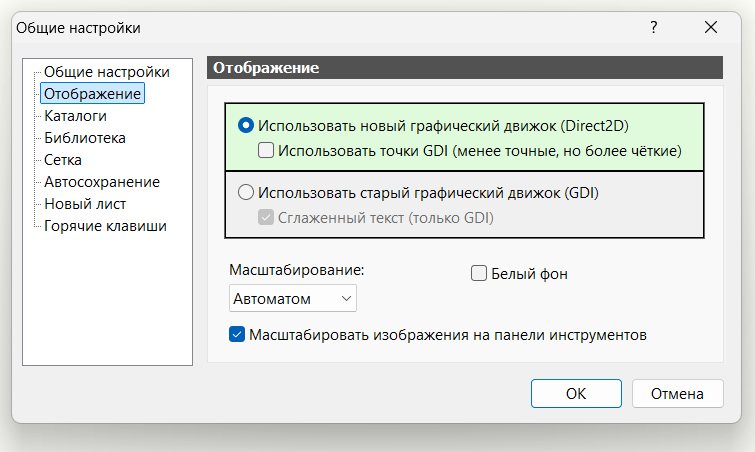 Общие настройки
?
Общие настройки
Отображение
Каталоги
Библиотека
Сетка
Автосохранение
Новый лист
Горячие клавиши
Отображение
Использовать новый графический движок (Direct2D)
Использовать точки GDI (менее точные, но более чёткие)
Использовать старый графический движок (GDI)
Сглаженный текст (только GDI)
Масштабирование:
Белый фон
Автоматом
Масштабировать изображения на панели инструментов
OK
Отмена